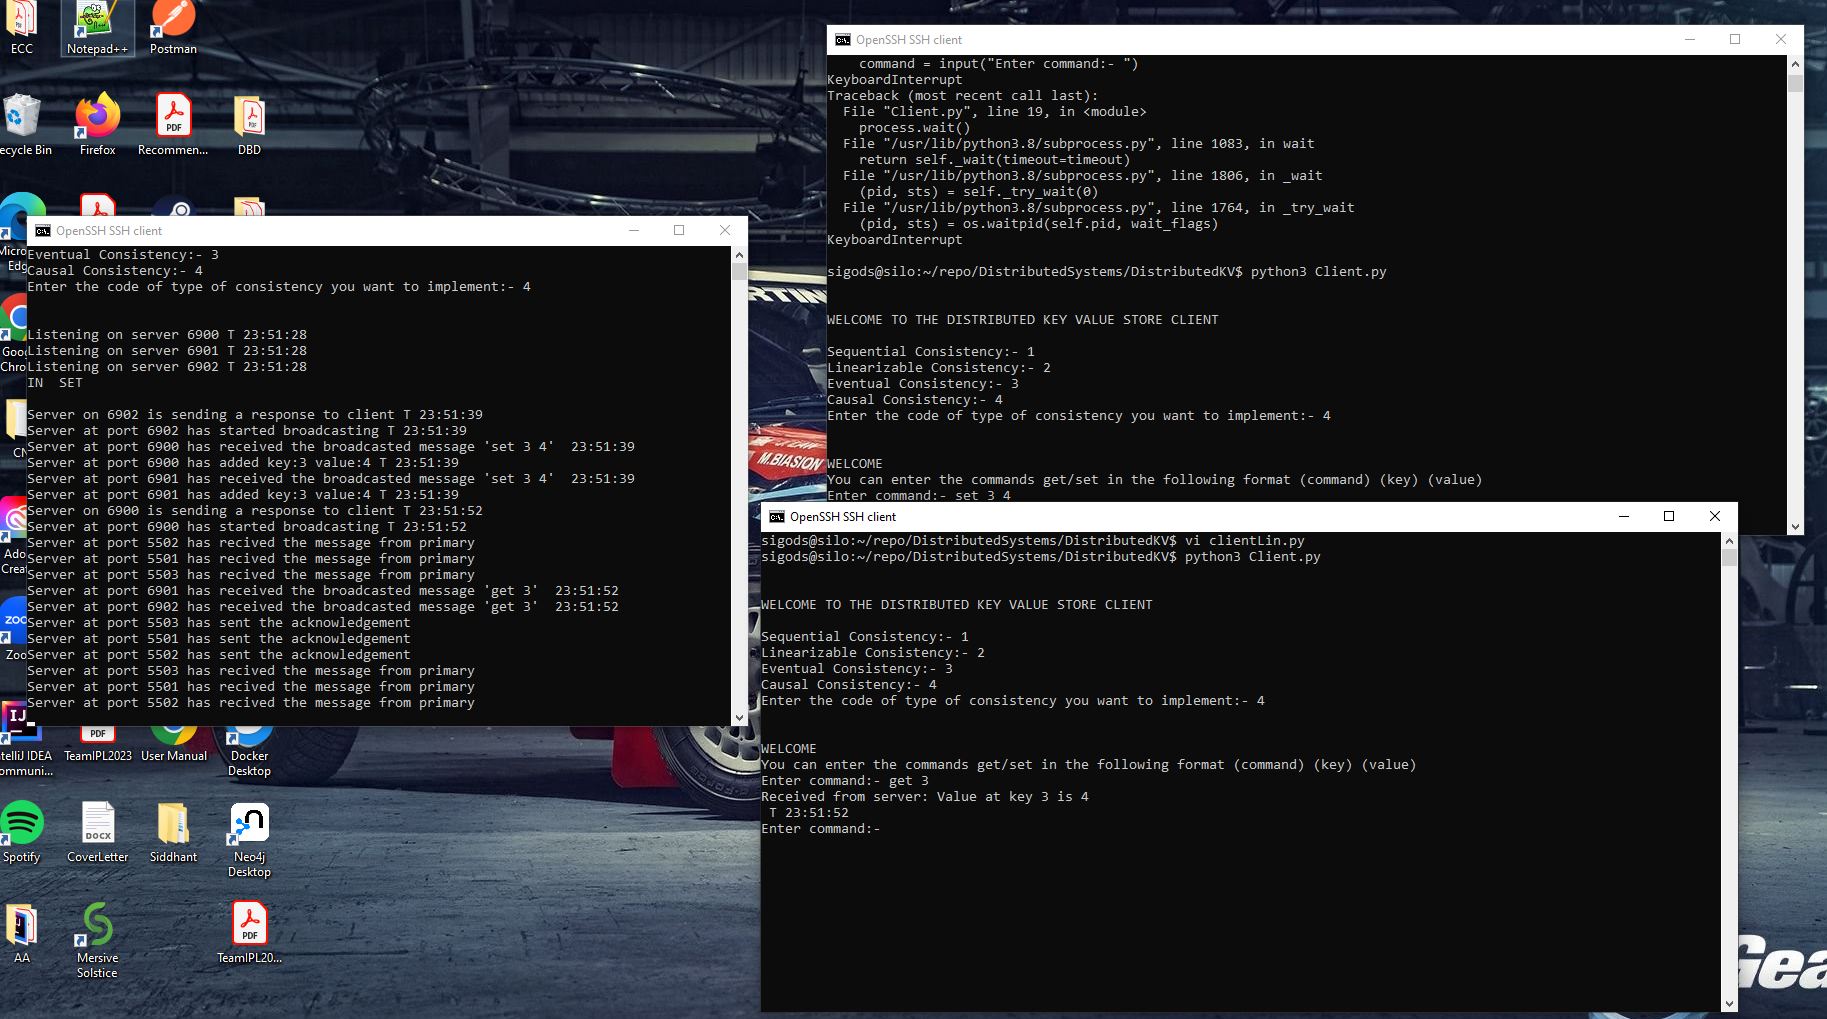 ECC
Notepad++
Postman
ecycle Bin
Firefox
PDF
Recommen...
DBD
OpenSSH SSH client
command = input("Enter command:- ")
KeyboardInterrupt
Traceback (most recent call last):
File "Client.py", line 19, in <module>
process.wait()
File "/usr/lib/python3.8/subprocess.py", line 1083, in wait
return self._wait(timeout=timeout)
File "/usr/lib/python3.8/subprocess.py", line 1806, in _wait
(pid, sts) = self._try_wait(0)
File "/usr/lib/python3.8/subprocess.py", line 1764, in _try_wait
(pid, sts) = os.waitpid(self.pid, wait_flags)
KeyboardInterrupt
sigods@silo:~/repo/DistributedSystems/DistributedKV$ python3 Client.py
WELCOME TO THE DISTRIBUTED KEY VALUE STORE CLIENT
Sequential Consistency:- 1
Linearizable Consistency:- 2
Eventual Consistency:- 3
Causal Consistency:- 4
Enter the code of type of consistency you want to implement:- 4
WELCOME
You can enter the commands get/set in the following format (command) (key) (value)
Enter command:- set 3 4
OpenSSH SSH client
Eventual Consistency:- 3
Causal Consistency:- 4
Enter the code of type of consistency you want to implement:- 4
Listening on server 6900 T 23:51:28
Listening on server 6901 T 23:51:28
Listening on server 6902 T 23:51:28
IN  SET
Server on 6902 is sending a response to client T 23:51:39
Server at port 6902 has started broadcasting T 23:51:39
Server at port 6900 has received the broadcasted message 'set 3 4'  23:51:39
Server at port 6900 has added key:3 value:4 T 23:51:39
Server at port 6901 has received the broadcasted message 'set 3 4'  23:51:39
Server at port 6901 has added key:3 value:4 T 23:51:39
Server on 6900 is sending a response to client T 23:51:52
Server at port 6900 has started broadcasting T 23:51:52
Server at port 5502 has recived the message from primary
Server at port 5501 has recived the message from primary
Server at port 5503 has recived the message from primary
Server at port 6901 has received the broadcasted message 'get 3'  23:51:52
Server at port 6902 has received the broadcasted message 'get 3'  23:51:52
Server at port 5503 has sent the acknowledgement
Server at port 5501 has sent the acknowledgement
Server at port 5502 has sent the acknowledgement
Server at port 5503 has recived the message from primary
Server at port 5501 has recived the message from primary
Server at port 5502 has recived the message from primary
OpenSSH SSH client
sigods@silo:~/repo/DistributedSystems/DistributedKV$ vi clientLin.py
sigods@silo:~/repo/DistributedSystems/DistributedKV$ python3 Client.py
WELCOME TO THE DISTRIBUTED KEY VALUE STORE CLIENT
Sequential Consistency:- 1
Linearizable Consistency:- 2
Eventual Consistency:- 3
Causal Consistency:- 4
Enter the code of type of consistency you want to implement:- 4
WELCOME
You can enter the commands get/set in the following format (command) (key) (value)
Enter command:- get 3
Received from server: Value at key 3 is 4
T 23:51:52
Enter command:-
M.BIASION
Micro
Edg
Goog
Chro
CN
Ado
Creat
zoo
Zoo
IJ
PDF
ntelliJ IDEA
ommuni...
TeamIPL2023
User Manual
Docker
Desktop
Spotify
DOCX
CoverLetter
Siddhant
Neo4j
Desktop
AA
Mersive
Solstice
PDF
TeamIPL20...
Gea